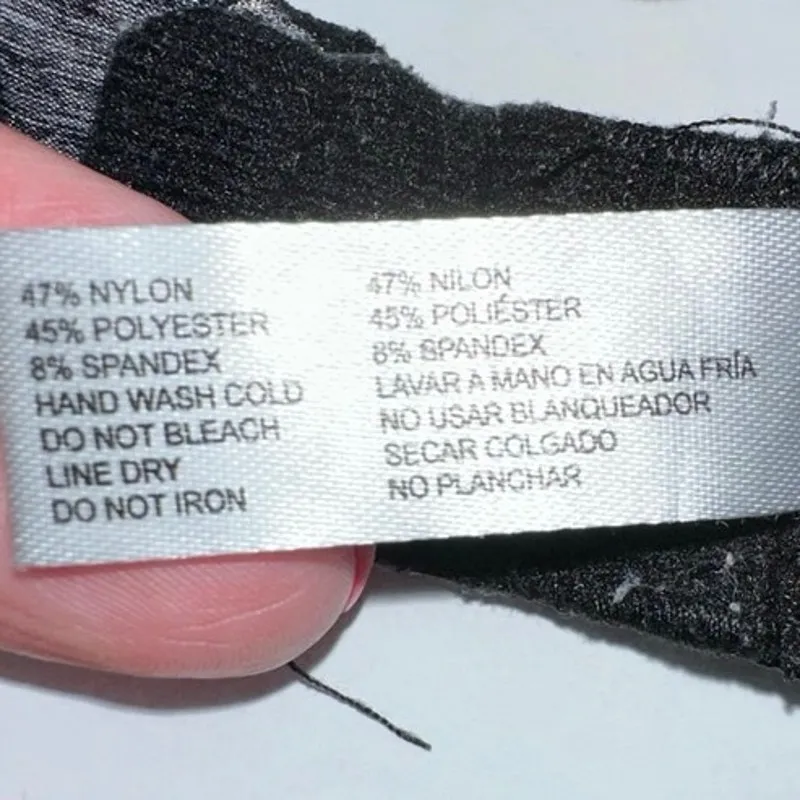 47% NYLON
45% POLYESTER
8% SPANDEX
HAND WASH COLD
DO NOT BLEACH
LINE DRY
DO NOT IRON
47% NILON
45% POLIÉSTER
8% SPANDEX
LAVAR A MANO EN AGUA FRÍA
NO USAR BLANQUEADOR
SECAR COLGADO
NO PLANCHAR